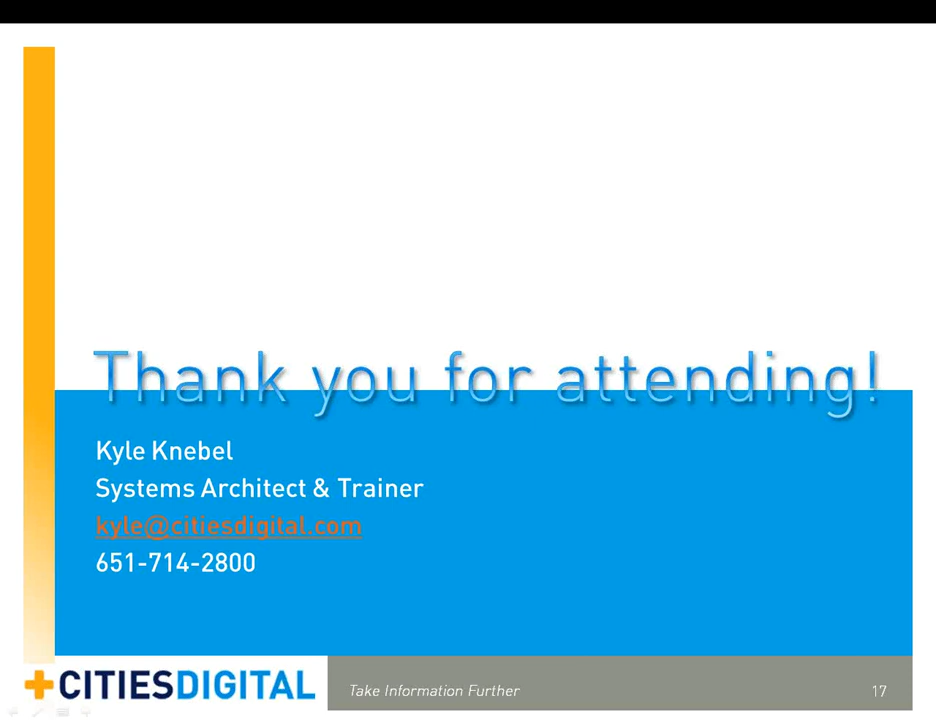 Thank you for attending!
Kyle Knebel
Systems Architect & Trainer
kyle@citiesdigital.com
651-714-2800
CITIESDIGITAL
Take Information Further
17